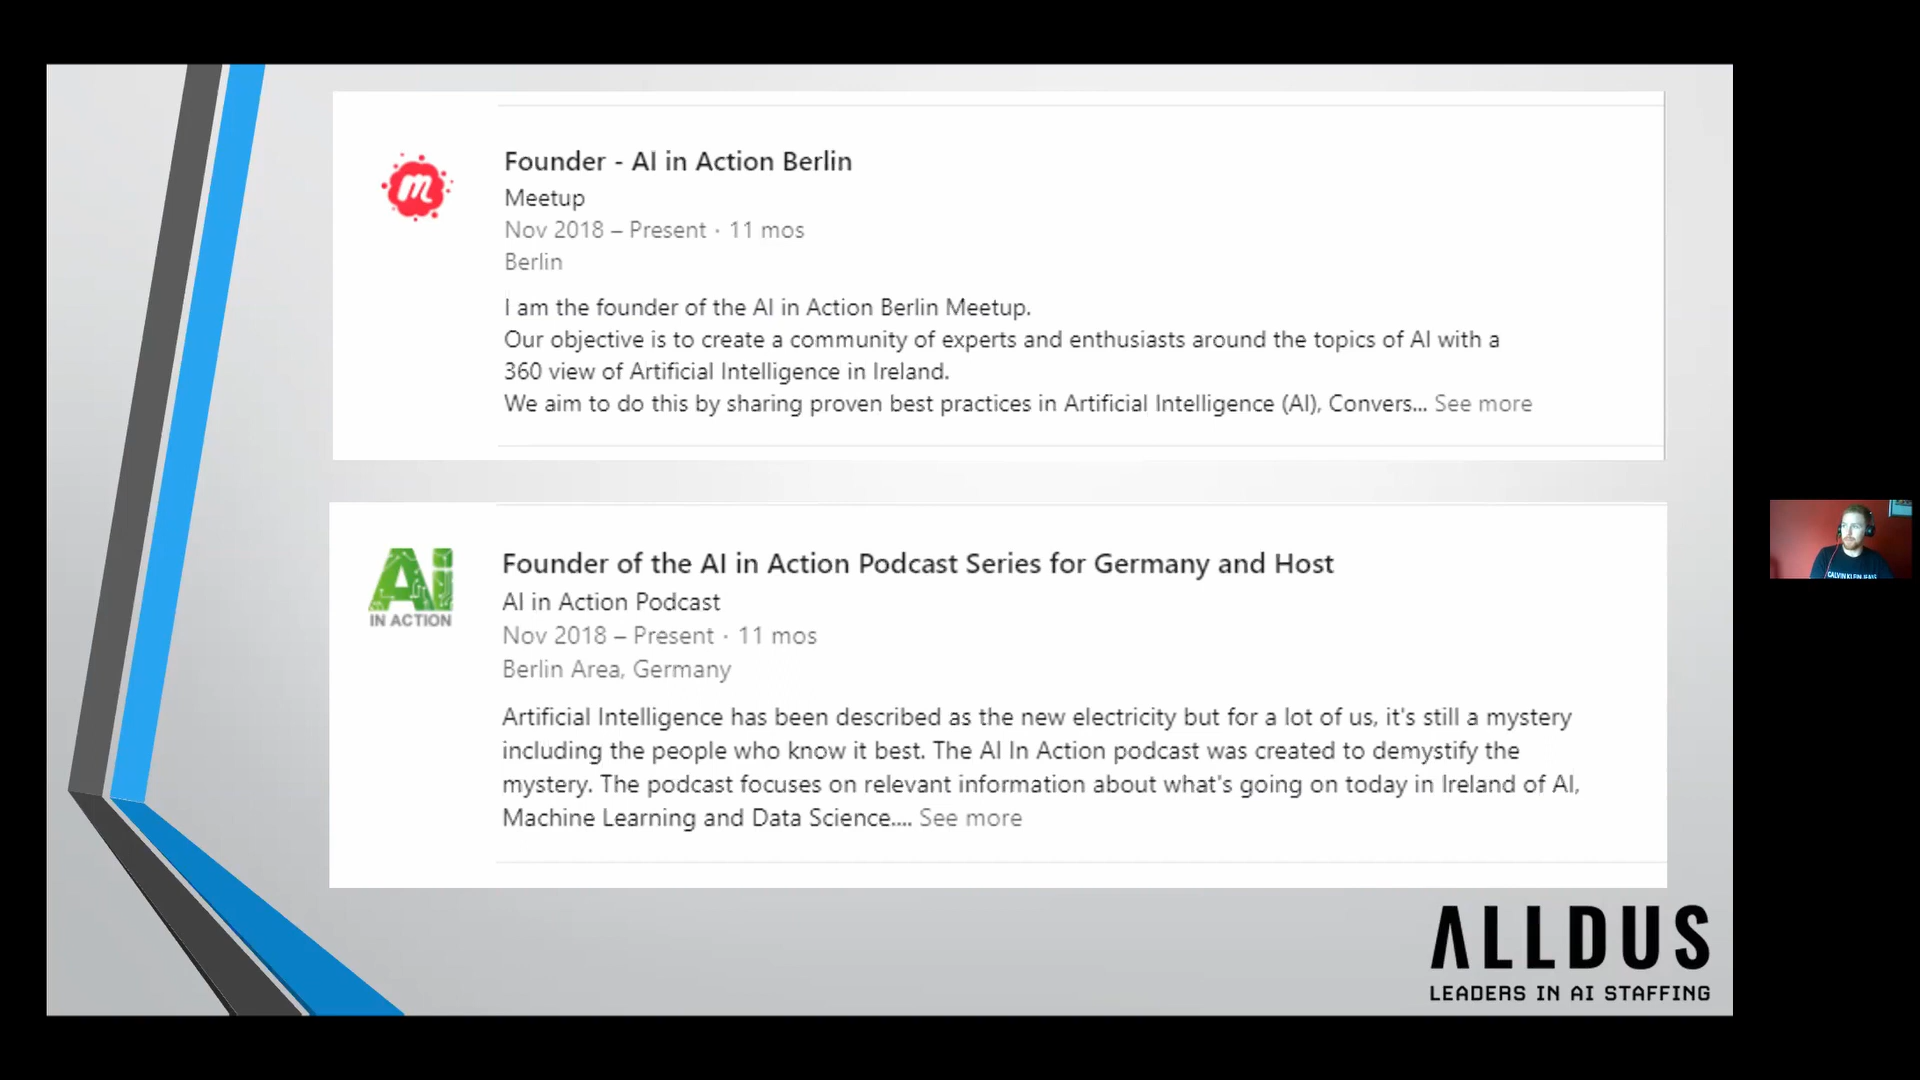 Founder - AI in Action Berlin
Meetup
Nov 2018 – Present · 11 mos
Berlin
I am the founder of the AI in Action Berlin Meetup.
Our objective is to create a community of experts and enthusiasts around the topics of AI with a
360 view of Artificial Intelligence in Ireland.
We aim to do this by sharing proven best practices in Artificial Intelligence (AI), Convers... See more
AI
IN ACTION
Founder of the AI in Action Podcast Series for Germany and Host
AI in Action Podcast
Nov 2018 – Present · 11 mos
Berlin Area, Germany
Artificial Intelligence has been described as the new electricity but for a lot of us, it's still a mystery
including the people who know it best. The AI In Action podcast was created to demystify the
mystery. The podcast focuses on relevant information about what's going on today in Ireland of AI,
Machine Learning and Data Science.... See more
ALLDUS
LEADERS IN AI STAFFING
CALVIN KLEIN JEANS